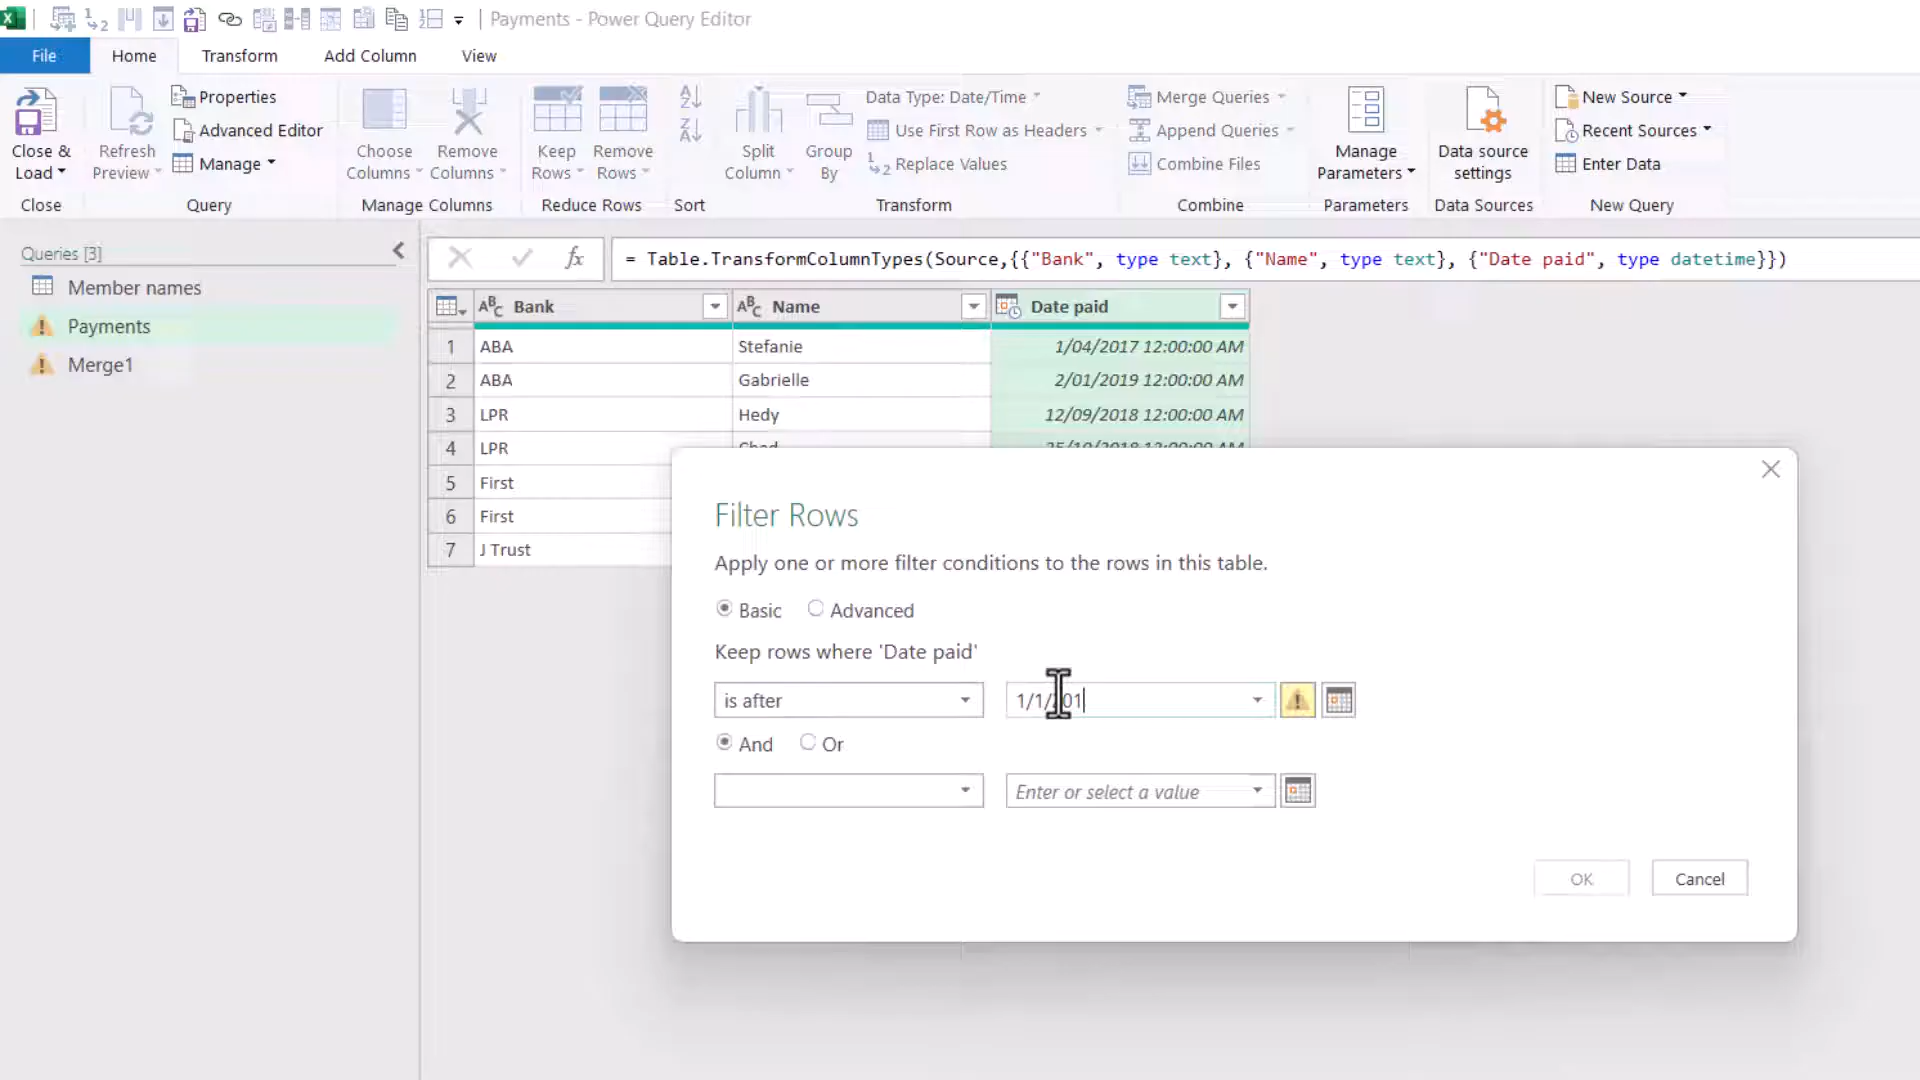 Payments - Power Query Editor
File
Home
Transform
Add Column
View
Close & Load
Refresh Preview
Properties
Advanced Editor
Manage
Choose Columns
Remove Columns
Keep Rows
Remove Rows
Split Column
Group By
Data Type: Date/Time
Use First Row as Headers
Replace Values
Merge Queries
Append Queries
Combine Files
Manage Parameters
Data source settings
New Source
Recent Sources
Enter Data
Close
Query
Manage Columns
Reduce Rows
Sort
Transform
Combine
Parameters
Data Sources
New Query
Queries [3]
Member names
Payments
Merge1
fx
= Table.TransformColumnTypes(Source,{{"Bank", type text}, {"Name", type text}, {"Date paid", type datetime}})
Bank
Name
Date paid
1 ABA Stefanie 1/04/2017 12:00:00 AM
2 ABA Gabrielle 2/01/2019 12:00:00 AM
3 LPR Hedy 12/09/2018 12:00:00 AM
4 LPR
5 First
6 First
7 J Trust
Filter Rows
Apply one or more filter conditions to the rows in this table.
Basic Advanced
Keep rows where 'Date paid'
is after 1/1/201
And Or
Enter or select a value
OK Cancel